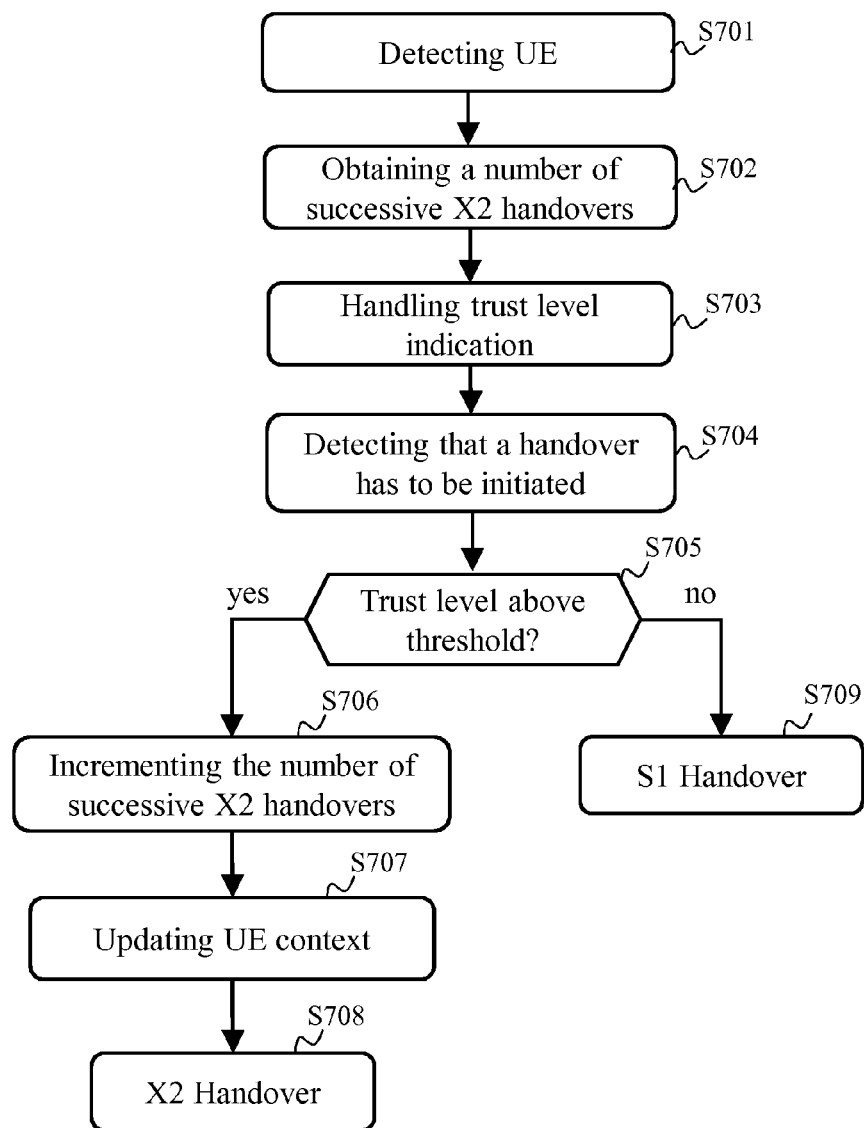 S701
Detecting UE
S702
Obtaining a number of
successive X2 handovers
S703
Handling trust level
indication
S704
Detecting that a handover
has to be initiated
S705
yes
Trust level above
threshold?
no
S706
Incrementing the number of
successive X2 handovers
S709
S1 Handover
S707
Updating UE context
S708
X2 Handover